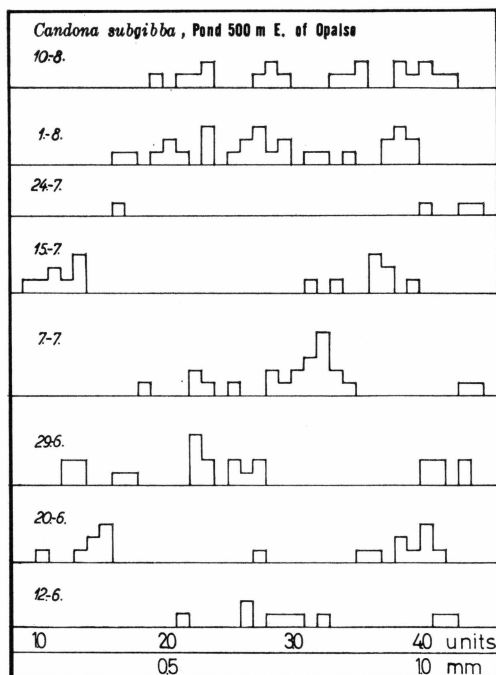 Candona subgibba, Pond 500 m E. of Opalsø
10-8.
1.-8.
24-7.
15-7.
7.-7.
29-6.
20-6.
12-6.
10 20 30 40 units
0.5 1.0 mm